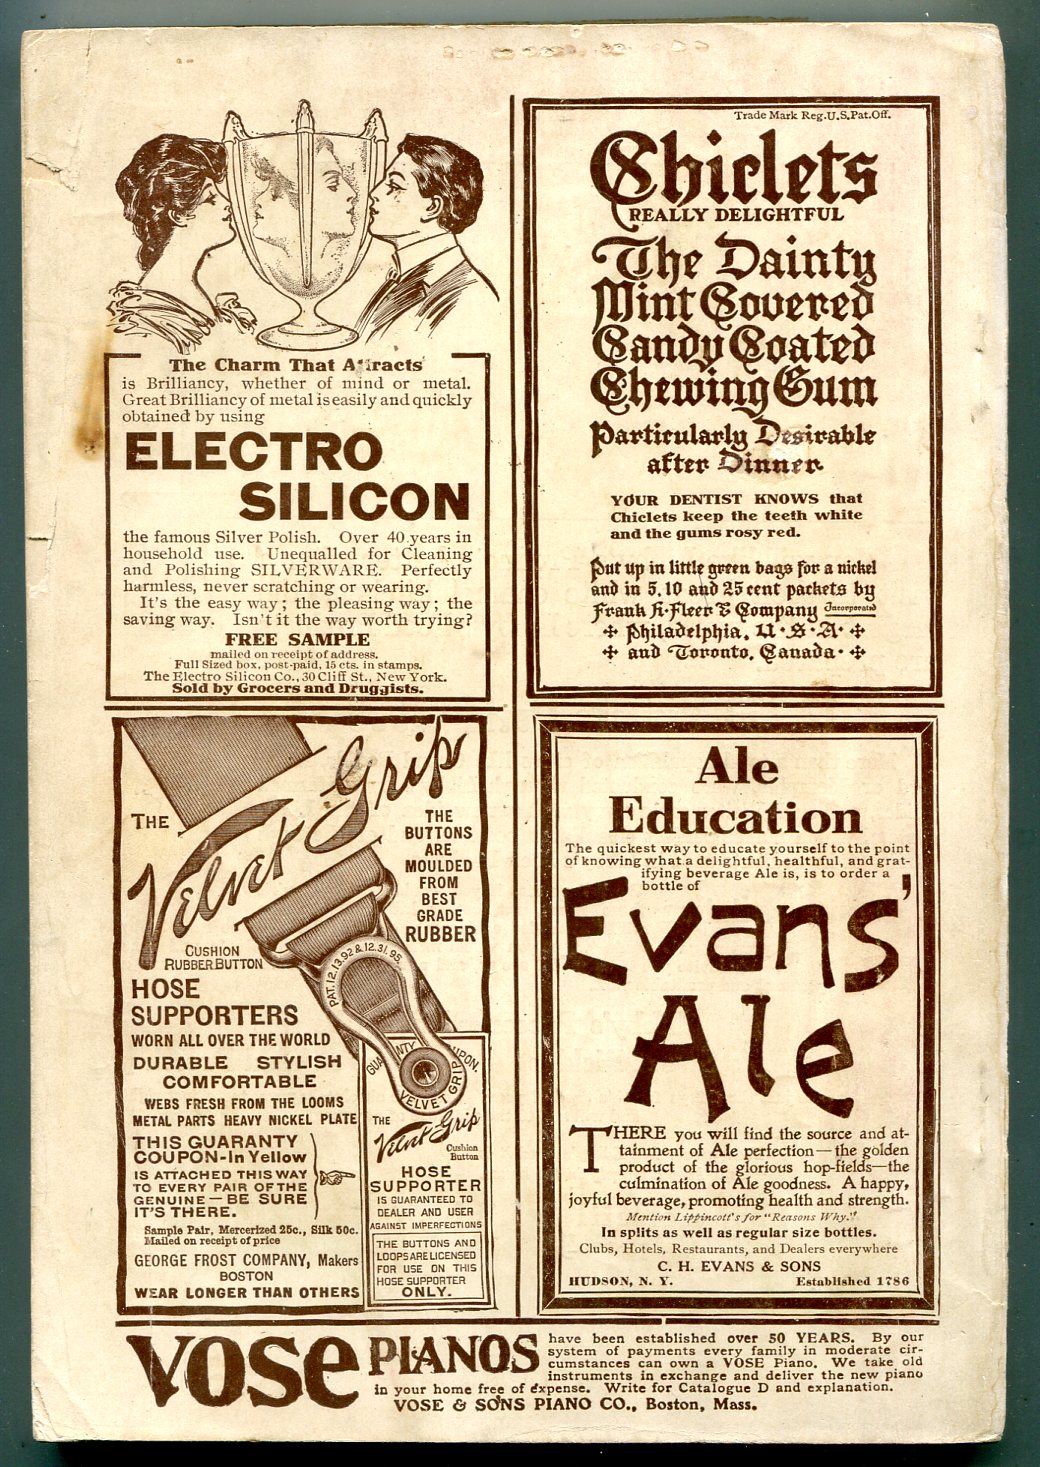 The Charm That Attracts
is Brilliancy, whether of mind or metal.
Great Brilliancy of metal is easily and quickly
obtained by using
ELECTRO
SILICON
the famous Silver Polish. Over 40 years in
household use. Unequalled for Cleaning
and Polishing SILVERWARE. Perfectly
harmless, never scratching or wearing.
It's the easy way; the pleasing way; the
saving way. Isn't it the way worth trying?
FREE SAMPLE
mailed on receipt of address.
Full Sized box, post-paid, 15 cts. in stamps.
The Electro Silicon Co., 30 Cliff St., New York.
Sold by Grocers and Druggists.
Trade Mark Reg. U.S. Pat. Off.
Chiclets
REALLY DELIGHTFUL
The Dainty
Mint Covered
Candy Coated
Chewing Gum
Particularly Desirable
after Dinner
YOUR DENTIST KNOWS that
Chiclets keep the teeth white
and the gums rosy red.
Put up in little green bags for a nickel
and in 5, 10 and 25 cent packets by
Frank H. Fleer & Company Incorporated
Philadelphia, U·S·A·
and Toronto, Canada·
THE
Velvet Grip
CUSHION
RUBBER BUTTON
HOSE
SUPPORTERS
WORN ALL OVER THE WORLD
DURABLE STYLISH
COMFORTABLE
WEBS FRESH FROM THE LOOMS
METAL PARTS HEAVY NICKEL PLATE
THIS GUARANTY
COUPON-In Yellow
IS ATTACHED THIS WAY
TO EVERY PAIR OF THE
GENUINE — BE SURE
IT'S THERE.
Sample Pair, Mercerized 25c., Silk 50c.
Mailed on receipt of price
GEORGE FROST COMPANY, Makers
BOSTON
WEAR LONGER THAN OTHERS
THE
BUTTONS
ARE
MOULDED
FROM
BEST
GRADE
RUBBER
PAT. 12.13.92 & 12.31.95.
GUARANTY COUPON.
VELVET GRIP
THE
Velvet Grip
Cushion
Button
HOSE
SUPPORTER
IS GUARANTEED TO
DEALER AND USER
AGAINST IMPERFECTIONS
THE BUTTONS AND
LOOPS ARE LICENSED
FOR USE ON THIS
HOSE SUPPORTER
ONLY.
Ale
Education
The quickest way to educate yourself to the point
of knowing what a delightful, healthful, and grat-
ifying beverage Ale is, is to order a
bottle of
Evans'
Ale
THERE you will find the source and at-
tainment of Ale perfection—the golden
product of the glorious hop-fields—the
culmination of Ale goodness. A happy,
joyful beverage, promoting health and strength.
Mention Lippincott's for "Reasons Why."
In splits as well as regular size bottles.
Clubs, Hotels, Restaurants, and Dealers everywhere
C. H. EVANS & SONS
HUDSON, N. Y. Established 1786
VOSE PIANOS
have been established over 50 YEARS. By our
system of payments every family in moderate cir-
cumstances can own a VOSE Piano. We take old
instruments in exchange and deliver the new piano
in your home free of expense. Write for Catalogue D and explanation.
VOSE & SONS PIANO CO., Boston, Mass.